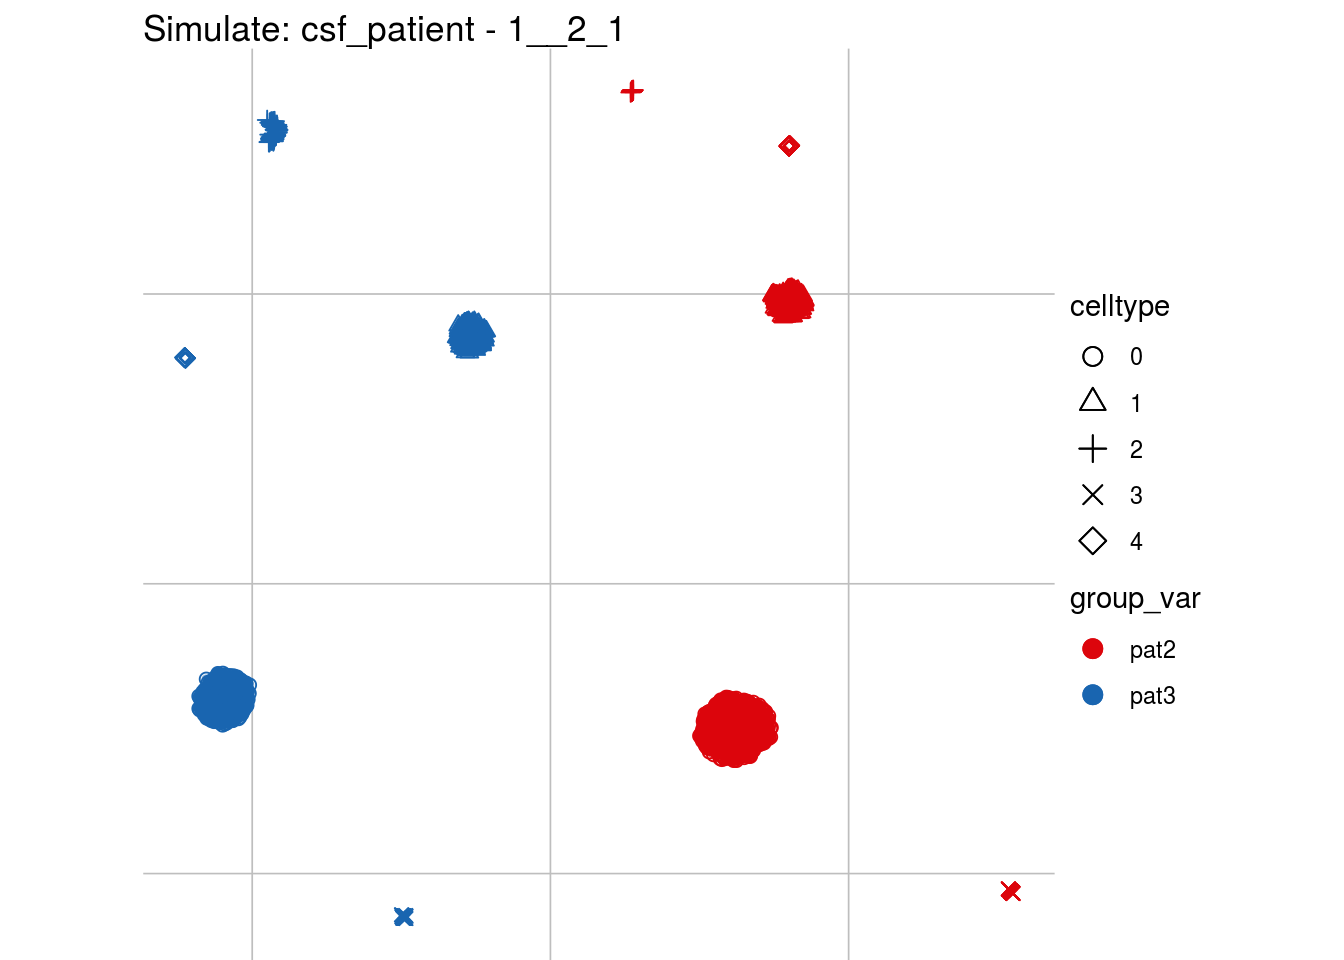 Simulate: csf_patient - 1__2_1
celltype
0
1
2
3
4
group_var
pat2
pat3